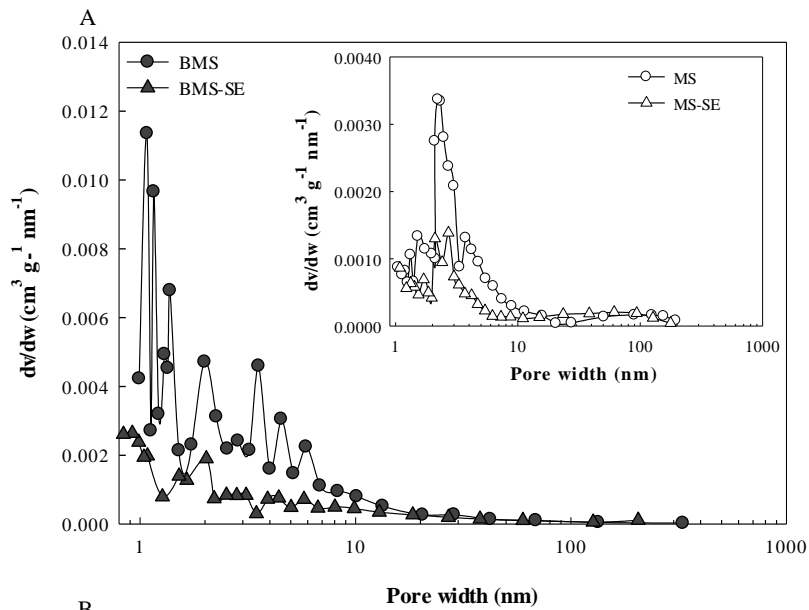 A
0.014
0.012
0.010
0.008
0.006
0.004
0.002
0.000
dv/dw (cm³ g-¹ nm⁻¹)
BMS
BMS-SE
0.0040
0.0030
0.0020
0.0010
0.0000
dv/dw (cm³ g⁻¹ nm⁻¹)
MS
MS-SE
1 10 100 1000
Pore width (nm)
1 10 100 1000
Pore width (nm)
B